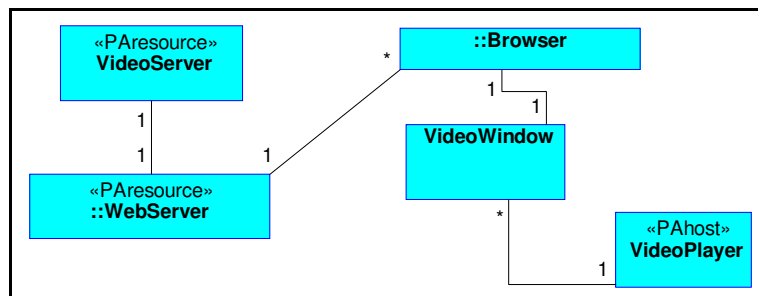 «PAresource»
VideoServer
::Browser
*
1
1
1
1
VideoWindow
1
«PAresource»
::WebServer
*
«PAhost»
VideoPlayer
1